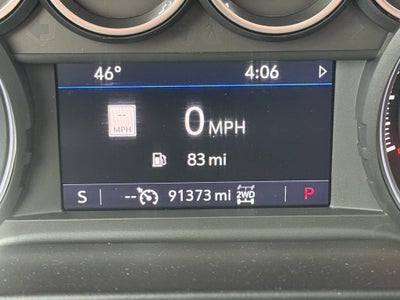 46° 4:06
-- MPH
0 MPH
83 mi
S -- 91373 mi 2WD P